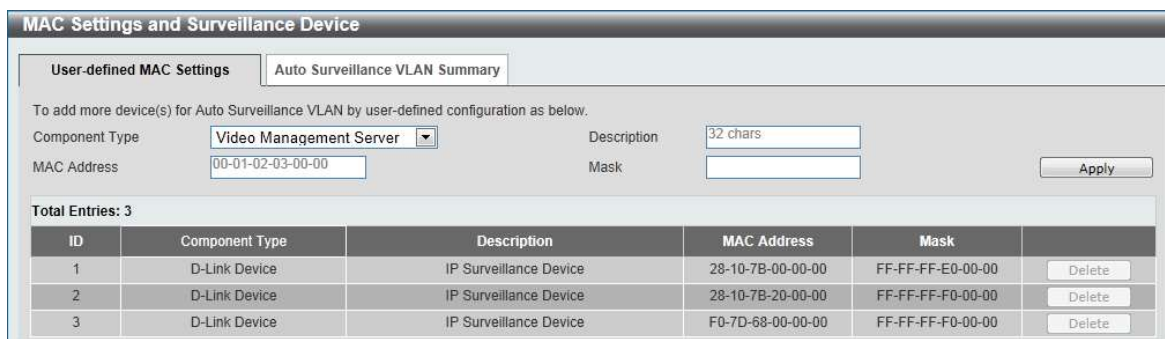 MAC Settings and Surveillance Device
User-defined MAC Settings Auto Surveillance VLAN Summary
To add more device(s) for Auto Surveillance VLAN by user-defined configuration as below.
Component Type Video Management Server Description 32 chars
MAC Address 00-01-02-03-00-00 Mask Apply
Total Entries: 3
ID Component Type Description MAC Address Mask
1 D-Link Device IP Surveillance Device 28-10-7B-00-00-00 FF-FF-FF-E0-00-00 Delete
2 D-Link Device IP Surveillance Device 28-10-7B-20-00-00 FF-FF-FF-F0-00-00 Delete
3 D-Link Device IP Surveillance Device F0-7D-68-00-00-00 FF-FF-FF-F0-00-00 Delete